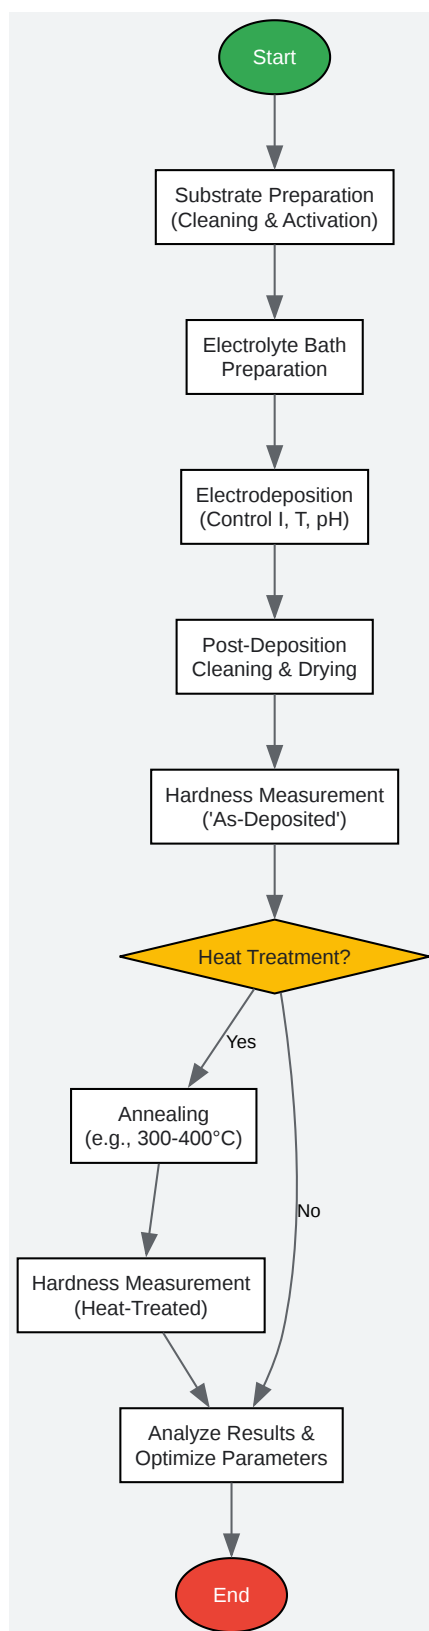 Start
Substrate Preparation
(Cleaning & Activation)
Electrolyte Bath
Preparation
Electrodeposition
(Control I, T, pH)
Post-Deposition
Cleaning & Drying
Hardness Measurement
('As-Deposited')
Heat Treatment?
Yes
Annealing
(e.g., 300-400°C)
No
Hardness Measurement
(Heat-Treated)
Analyze Results &
Optimize Parameters
End